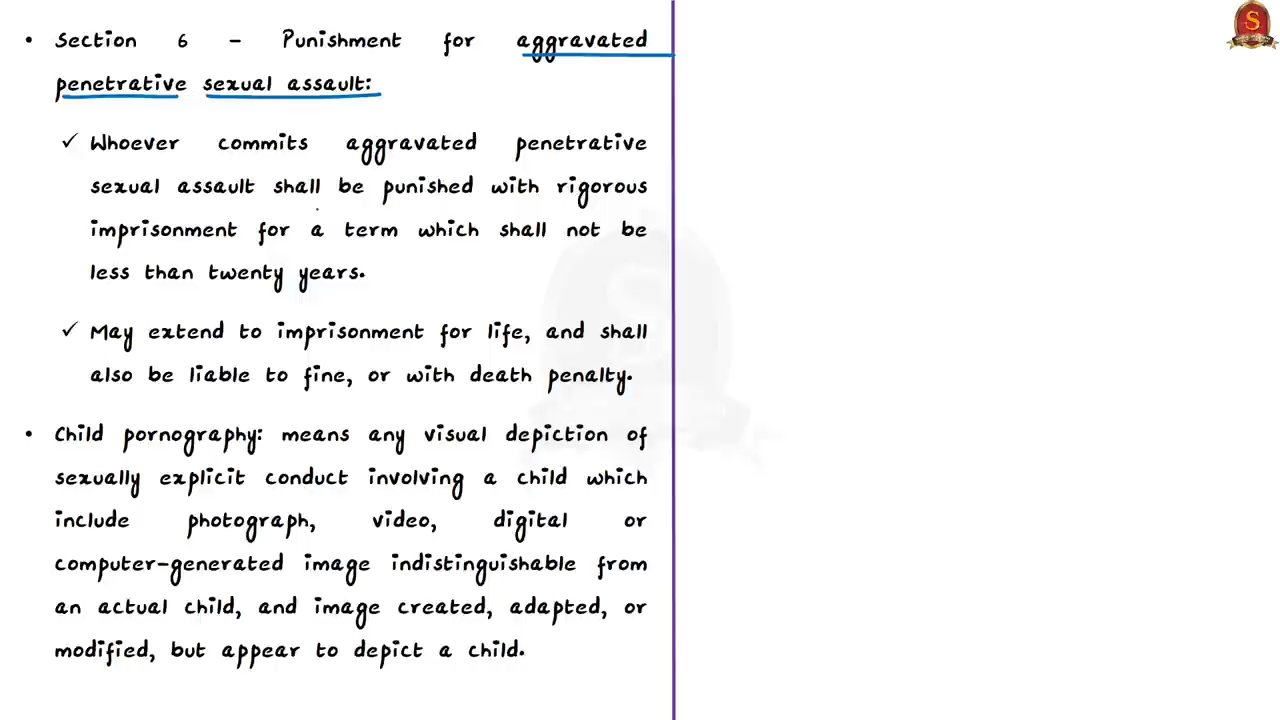 • Section 6 - Punishment for aggravated
penetrative sexual assault:
✓ Whoever commits aggravated penetrative
sexual assault shall be punished with rigorous
imprisonment for a term which shall not be
less than twenty years.
✓ May extend to imprisonment for life, and shall
also be liable to fine, or with death penalty.
• Child pornography: means any visual depiction of
sexually explicit conduct involving a child which
include photograph, video, digital or
computer-generated image indistinguishable from
an actual child, and image created, adapted, or
modified, but appear to depict a child.
S
S